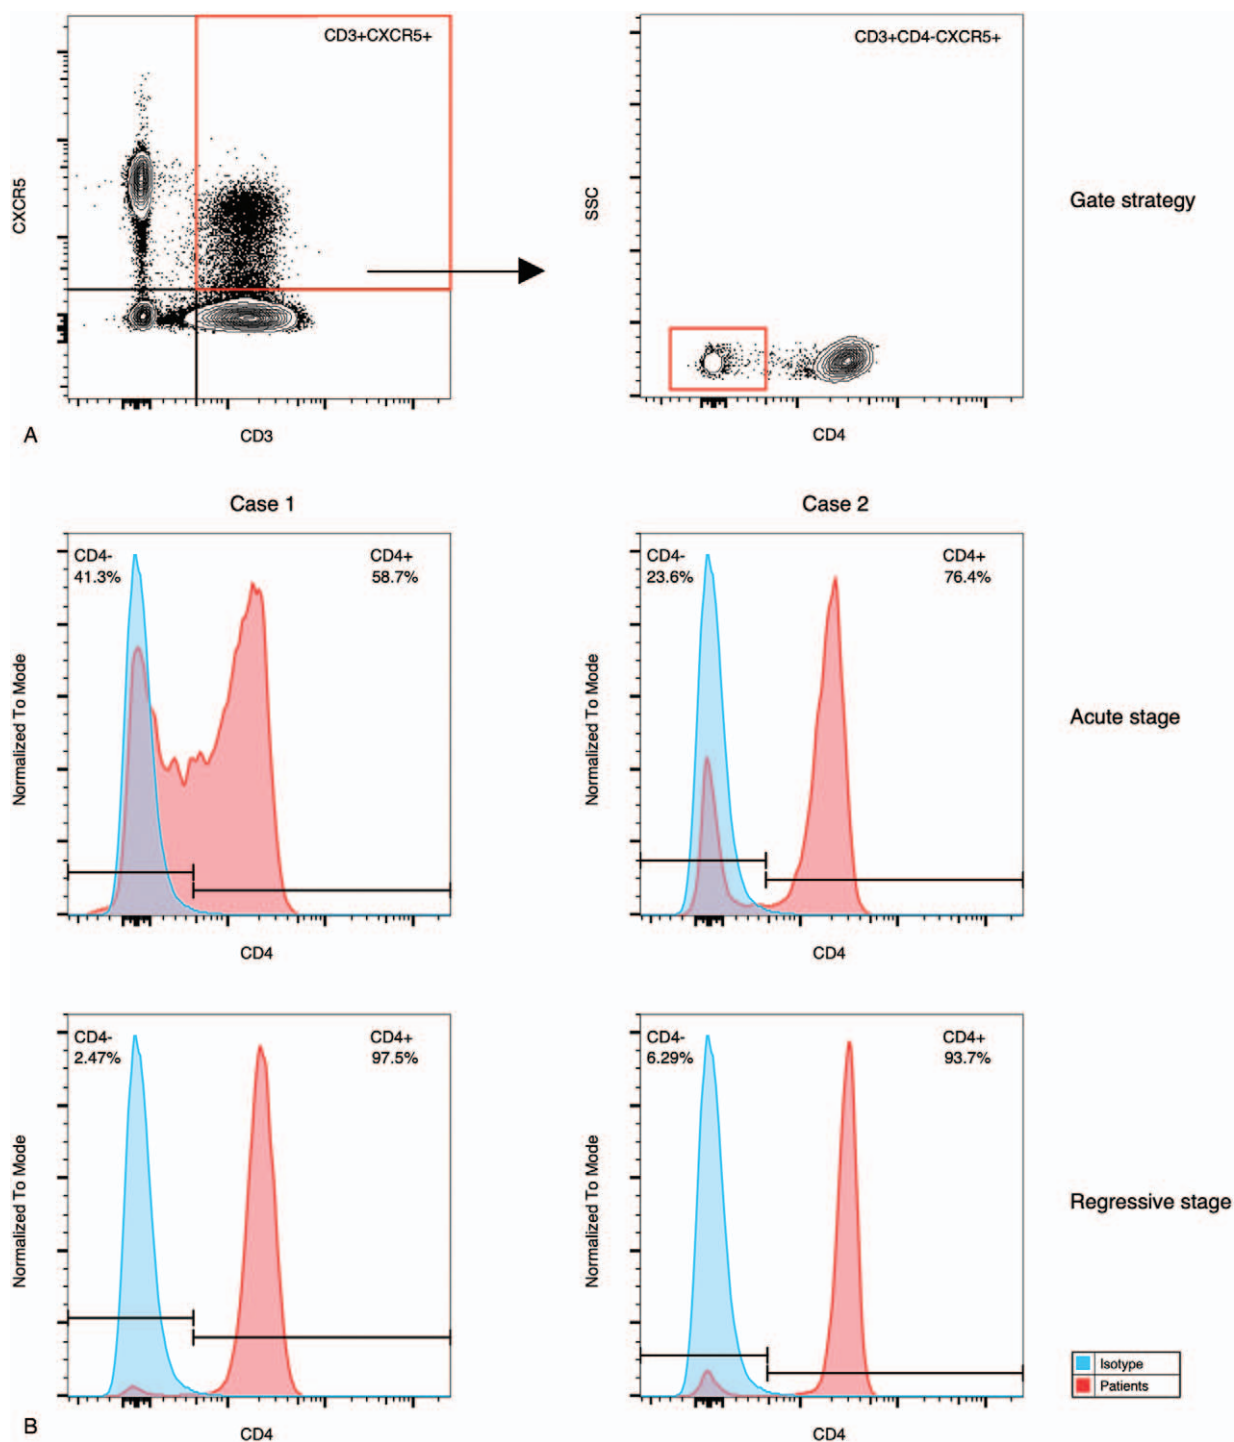 CD3+CXCR5+
CXCR5
CD3
CD3+CD4-CXCR5+
SSC
CD4
Gate strategy
A
Case 1
Case 2
CD4-
41.3%
CD4+
58.7%
Normalized To Mode
CD4
CD4-
23.6%
CD4+
76.4%
Normalized To Mode
CD4
Acute stage
CD4-
2.47%
CD4+
97.5%
Normalized To Mode
CD4
CD4-
6.29%
CD4+
93.7%
Normalized To Mode
CD4
Regressive stage
Isotype
Patients
B